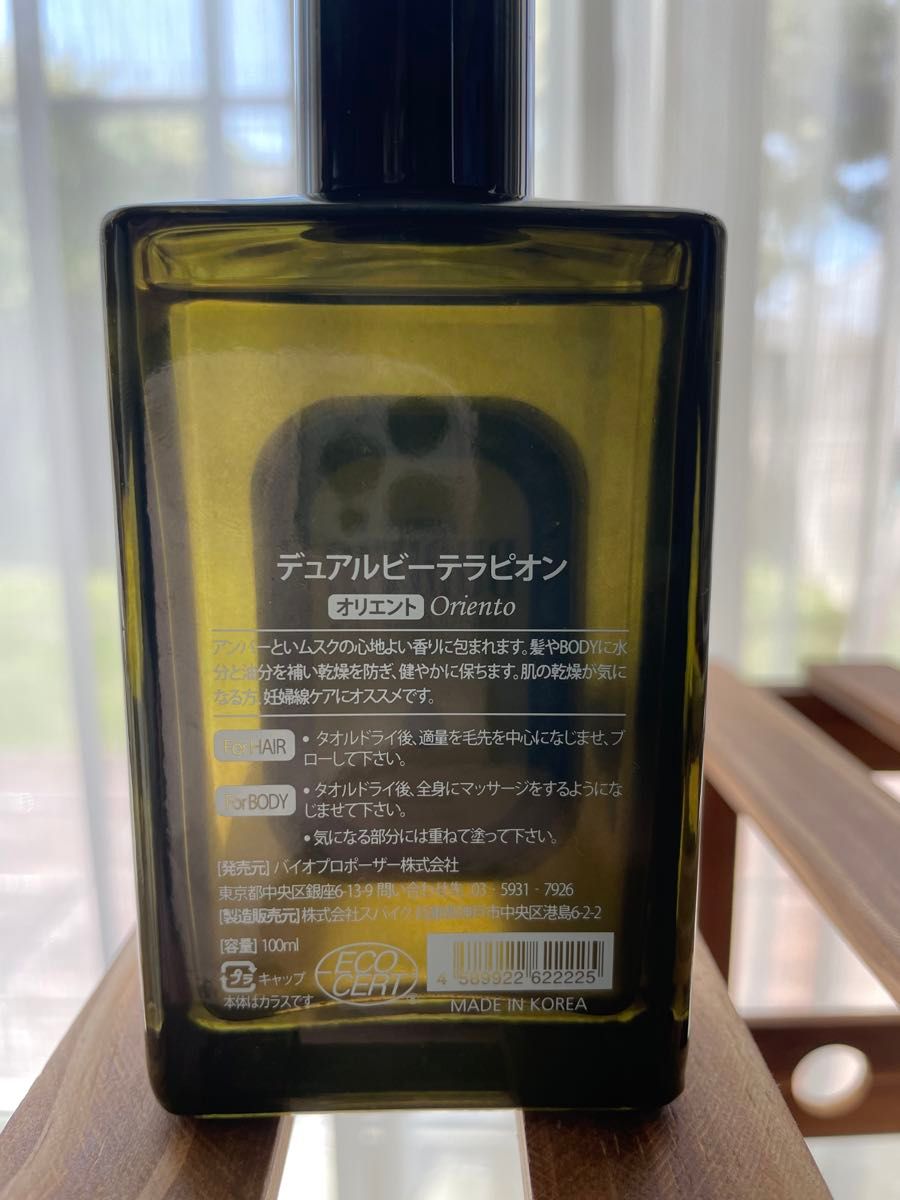 デュアルビーテラピオン
オリエント Oriento
アンバーといムスクの心地よい香りに包まれます。髪やBODYに水
分と油分を補い乾燥を防ぎ、健やかに保ちます。肌の乾燥が気に
なる方、妊婦線ケアにオススメです。
For HAIR
• タオルドライ後、適量を毛先を中心になじませ、ブ
ローして下さい。
For BODY
• タオルドライ後、全身にマッサージをするようにな
じませて下さい。
• 気になる部分には重ねて塗って下さい。
[発売元] バイオプロポーザー株式会社
東京都中央区銀座6-13-9 問い合わせ先 03 - 5931 - 7926
[製造販売元]株式会社スパイク 兵庫県神戸市中央区港島6-2-2
[容量] 100ml
プラ キャップ
本体はカラスです
ECO
CERT
4 589922 622225
MADE IN KOREA